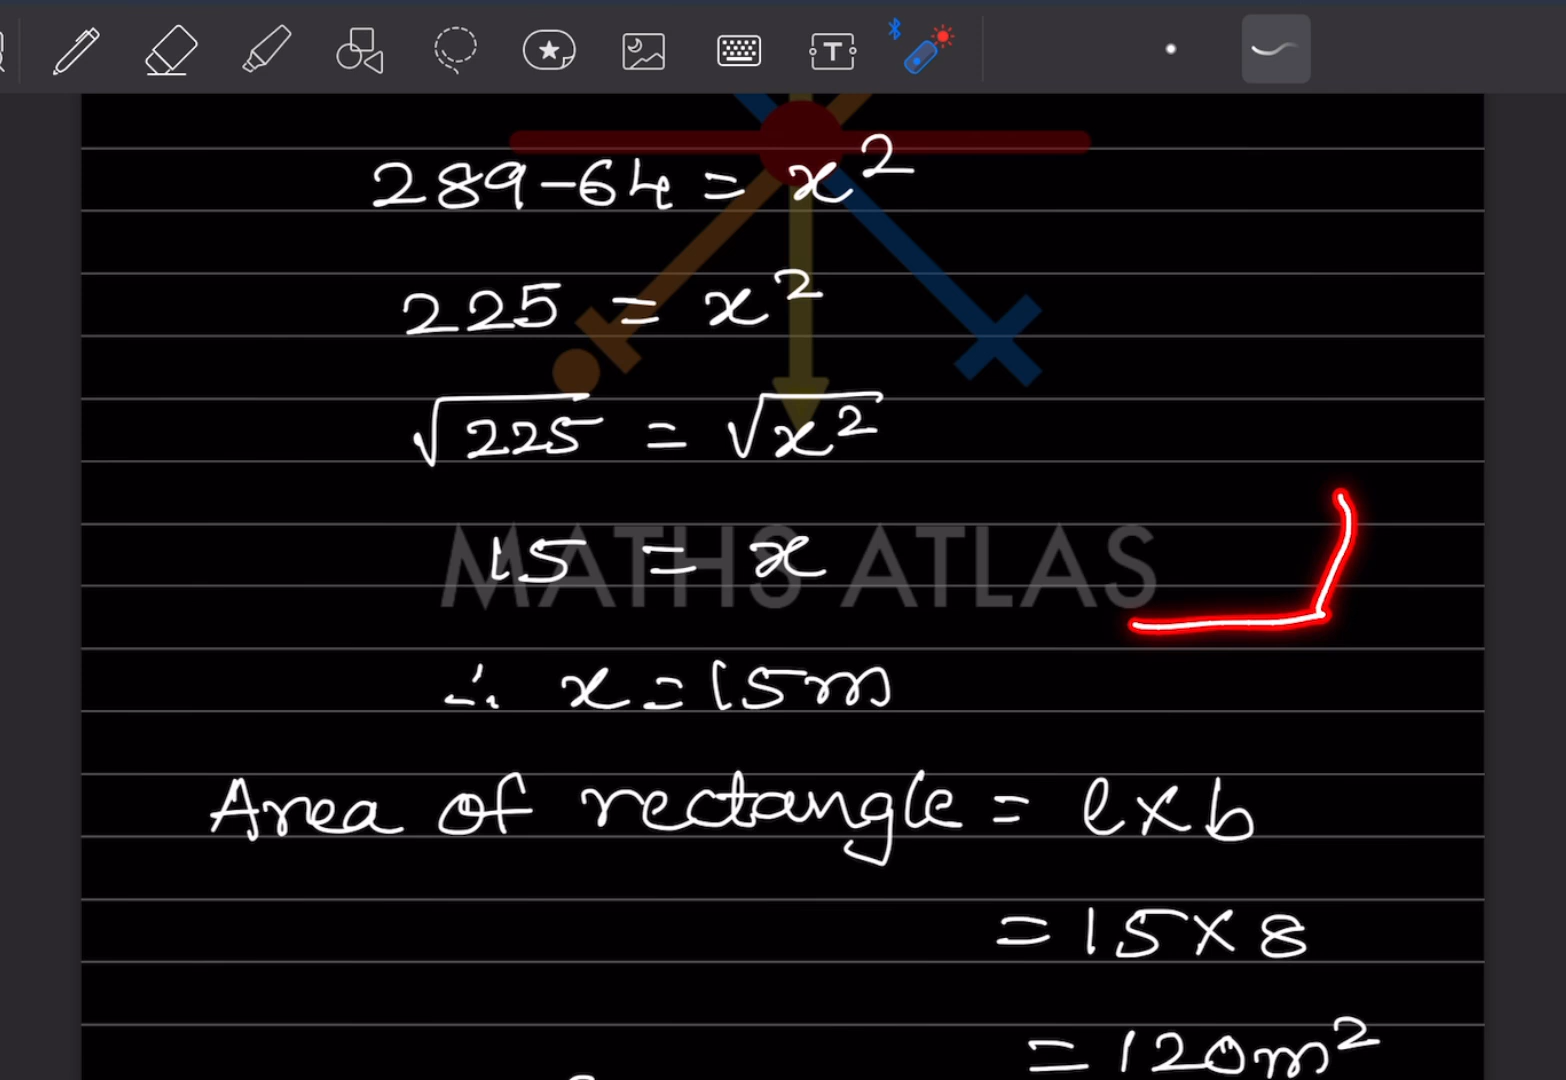 289-64 = x²
225 = x²
√225 = √x²
MATHS ATLAS
15 = x
∴ x = 15m
Area of rectangle = l×b
= 15×8
= 120m²